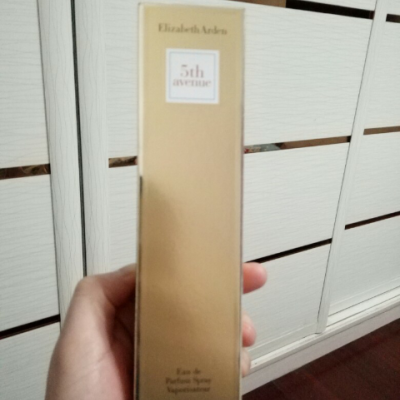 Elizabeth Arden
5th
avenue
Eau de
Parfum Spray
Vaporisateur